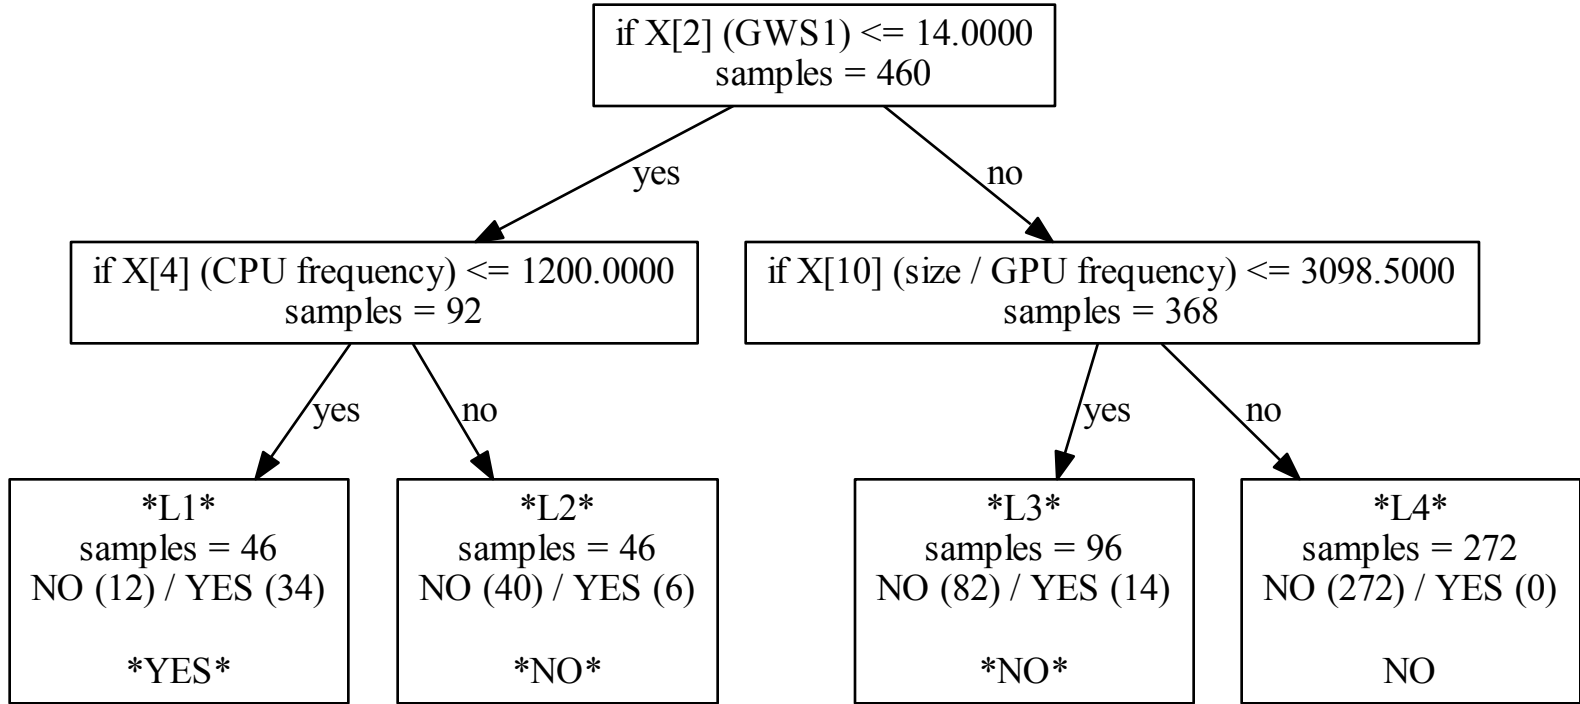 if X[2] (GWS1) <= 14.0000
samples = 460
yes
no
if X[4] (CPU frequency) <= 1200.0000
samples = 92
if X[10] (size / GPU frequency) <= 3098.5000
samples = 368
yes
no
yes
no
*L1*
samples = 46
NO (12) / YES (34)
*YES*
*L2*
samples = 46
NO (40) / YES (6)
*NO*
*L3*
samples = 96
NO (82) / YES (14)
*NO*
*L4*
samples = 272
NO (272) / YES (0)
NO